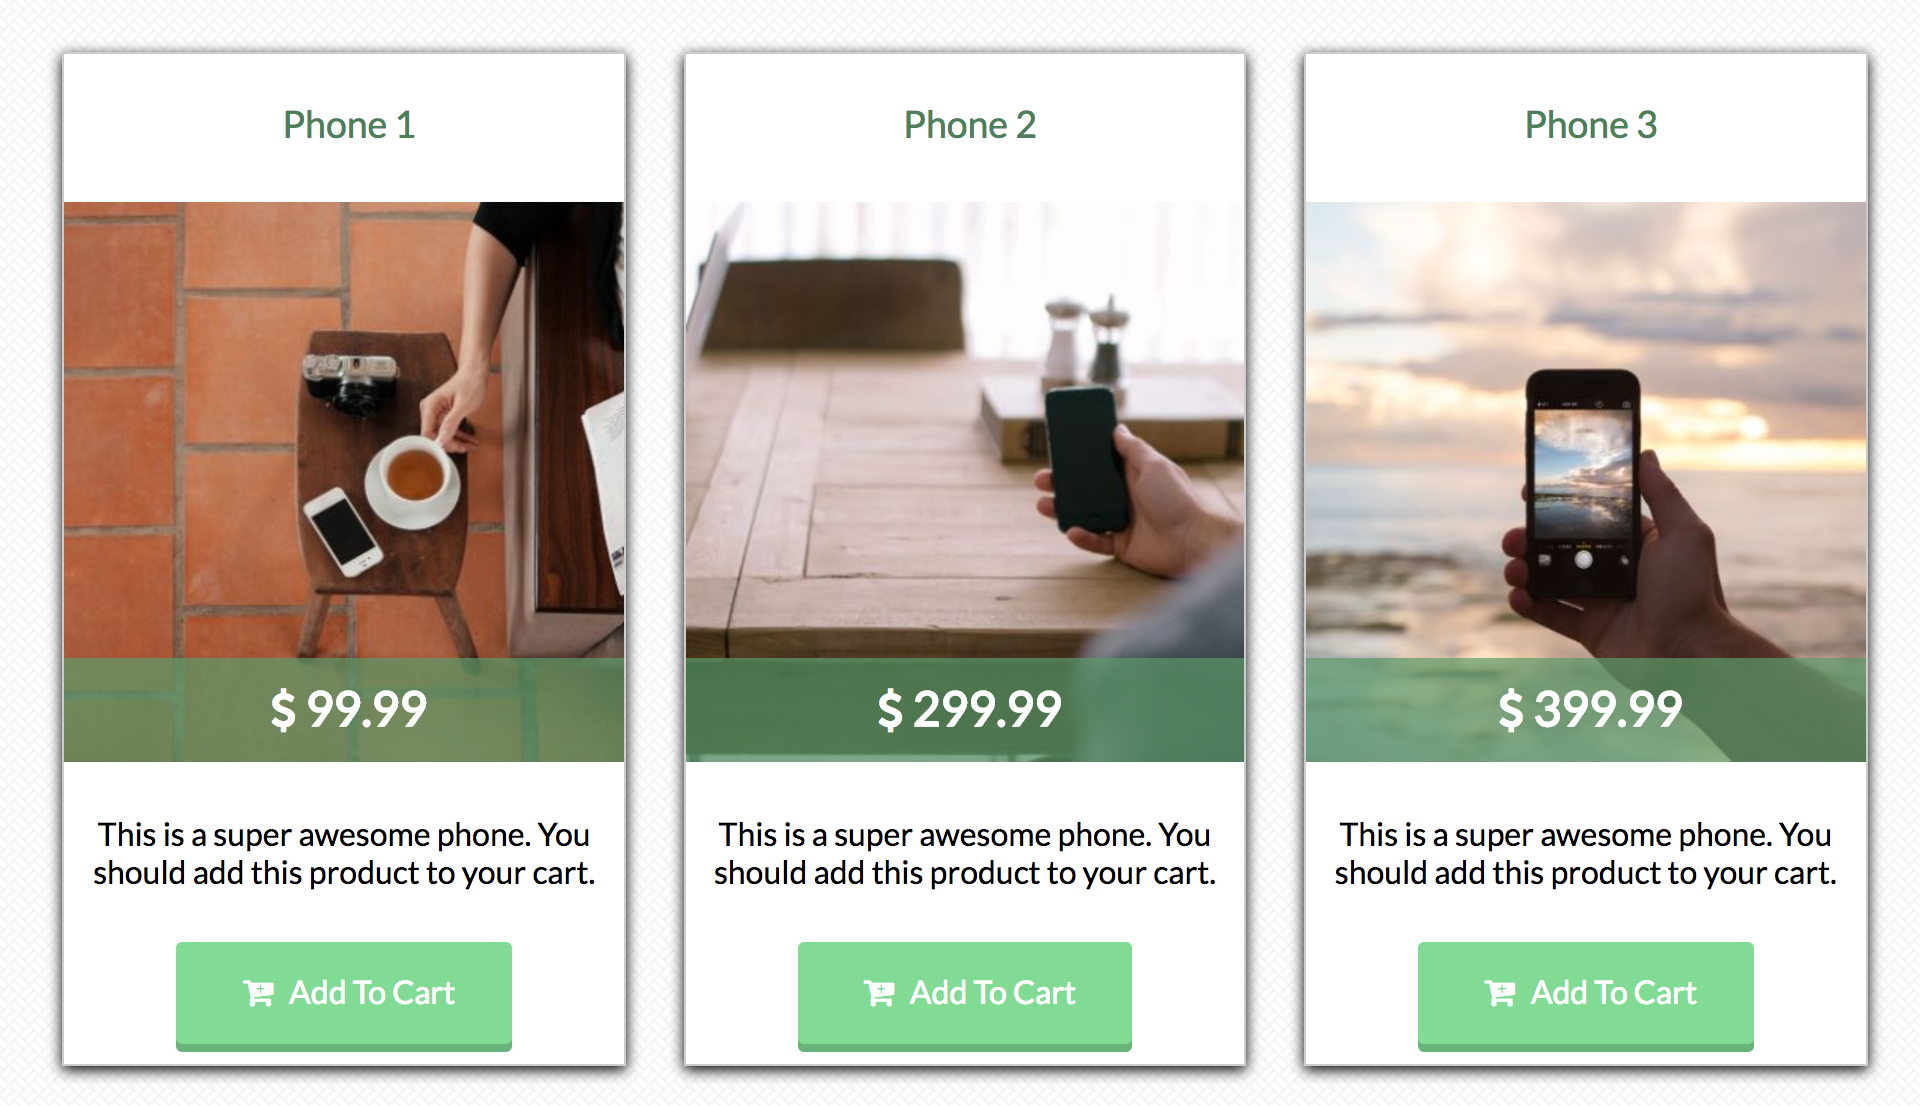 Phone 1
$ 99.99
This is a super awesome phone. You
should add this product to your cart.
Add To Cart
Phone 2
$ 299.99
This is a super awesome phone. You
should add this product to your cart.
Add To Cart
Phone 3
$ 399.99
This is a super awesome phone. You
should add this product to your cart.
Add To Cart